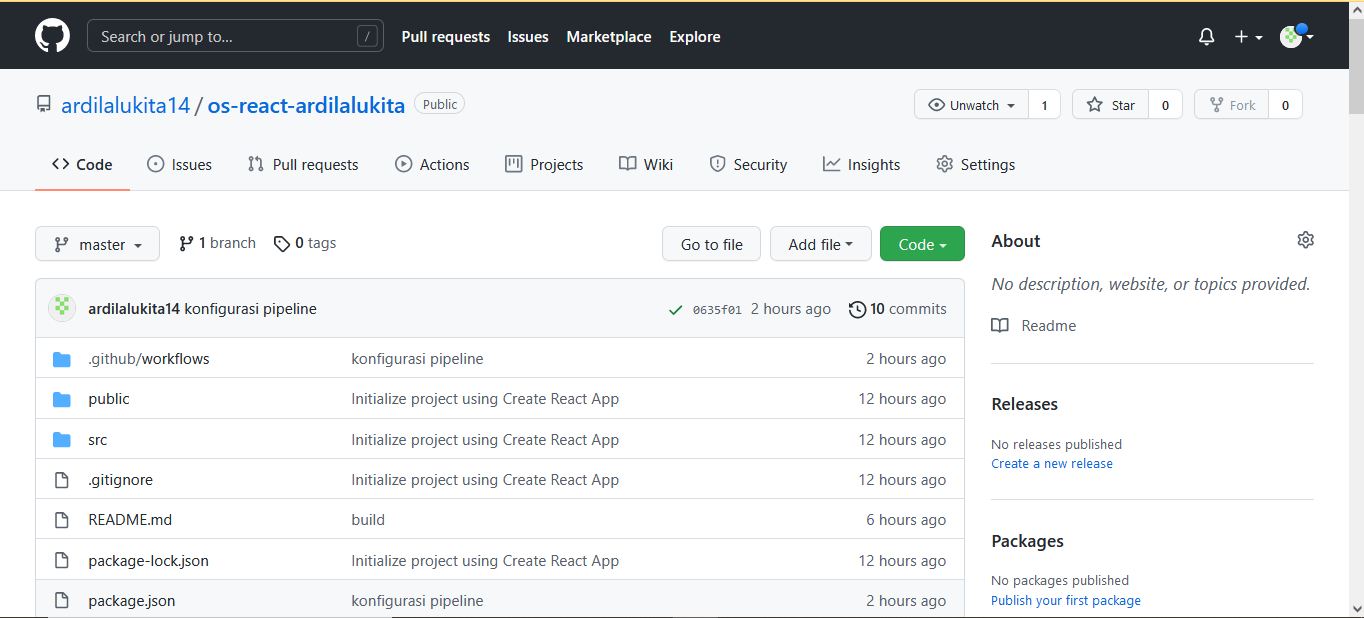 Search or jump to... /
Pull requests Issues Marketplace Explore
ardilalukita14 / os-react-ardilalukita Public
Unwatch 1 Star 0 Fork 0
Code Issues Pull requests Actions Projects Wiki Security Insights Settings
master 1 branch 0 tags Go to file Add file Code
ardilalukita14 konfigurasi pipeline 0635f01 2 hours ago 10 commits
.github/workflows konfigurasi pipeline 2 hours ago
public Initialize project using Create React App 12 hours ago
src Initialize project using Create React App 12 hours ago
.gitignore Initialize project using Create React App 12 hours ago
README.md build 6 hours ago
package-lock.json Initialize project using Create React App 12 hours ago
package.json konfigurasi pipeline 2 hours ago
About
No description, website, or topics provided.
Readme
Releases
No releases published
Create a new release
Packages
No packages published
Publish your first package